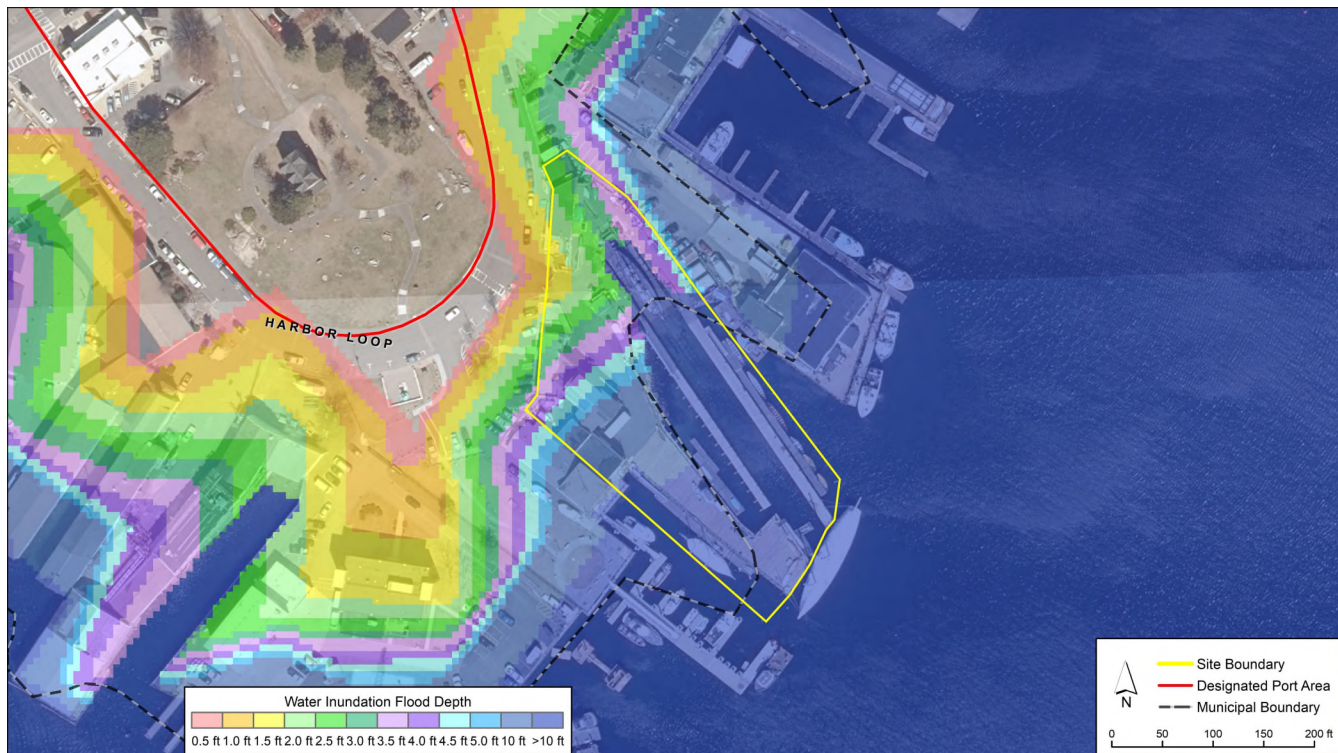 HARBOR LOOP
Water Inundation Flood Depth
0.5 ft 1.0 ft 1.5 ft 2.0 ft 2.5 ft 3.0 ft 3.5 ft 4.0 ft 4.5 ft 5.0 ft 10 ft >10 ft
Site Boundary
Designated Port Area
Municipal Boundary
N
0 50 100 150 200 ft